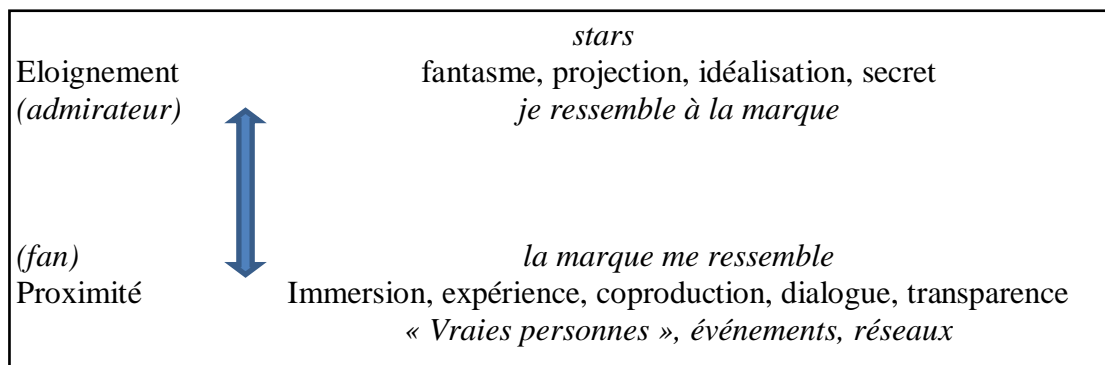 stars
Eloignement fantasme, projection, idéalisation, secret
(admirateur) je ressemble à la marque
(fan) la marque me ressemble
Proximité Immersion, expérience, coproduction, dialogue, transparence
« Vraies personnes », événements, réseaux